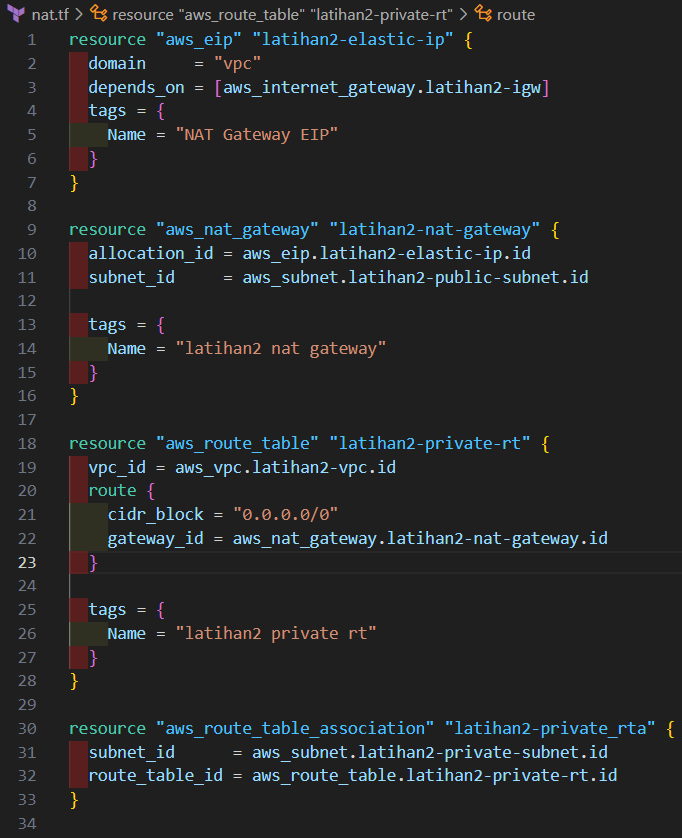 nat.tf > resource "aws_route_table" "latihan2-private-rt" > route
1 resource "aws_eip" "latihan2-elastic-ip" {
2   domain     = "vpc"
3   depends_on = [aws_internet_gateway.latihan2-igw]
4   tags = {
5     Name = "NAT Gateway EIP"
6   }
7 }
8
9 resource "aws_nat_gateway" "latihan2-nat-gateway" {
10   allocation_id = aws_eip.latihan2-elastic-ip.id
11   subnet_id     = aws_subnet.latihan2-public-subnet.id
12
13   tags = {
14     Name = "latihan2 nat gateway"
15   }
16 }
17
18 resource "aws_route_table" "latihan2-private-rt" {
19   vpc_id = aws_vpc.latihan2-vpc.id
20   route {
21     cidr_block = "0.0.0.0/0"
22     gateway_id = aws_nat_gateway.latihan2-nat-gateway.id
23   }
24
25   tags = {
26     Name = "latihan2 private rt"
27   }
28 }
29
30 resource "aws_route_table_association" "latihan2-private_rta" {
31   subnet_id      = aws_subnet.latihan2-private-subnet.id
32   route_table_id = aws_route_table.latihan2-private-rt.id
33 }
34